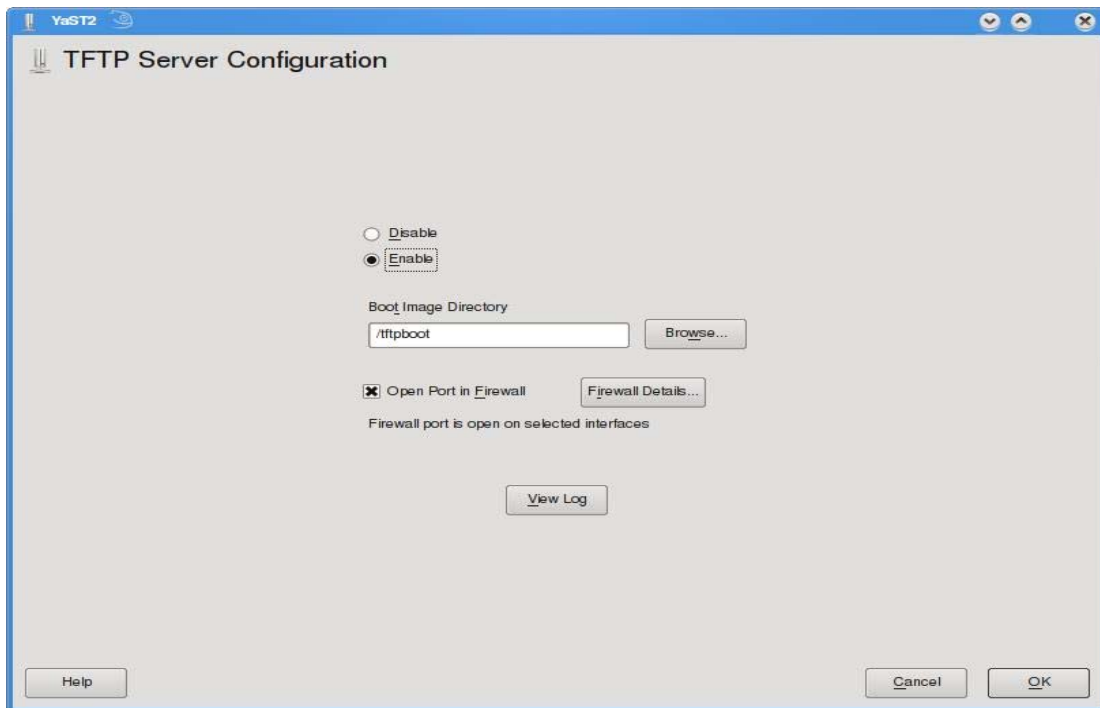 YaST2
TFTP Server Configuration
Disable
Enable
Boot Image Directory
/tftpboot
Browse...
Open Port in Firewall
Firewall Details...
Firewall port is open on selected interfaces
View Log
Help
Cancel
OK